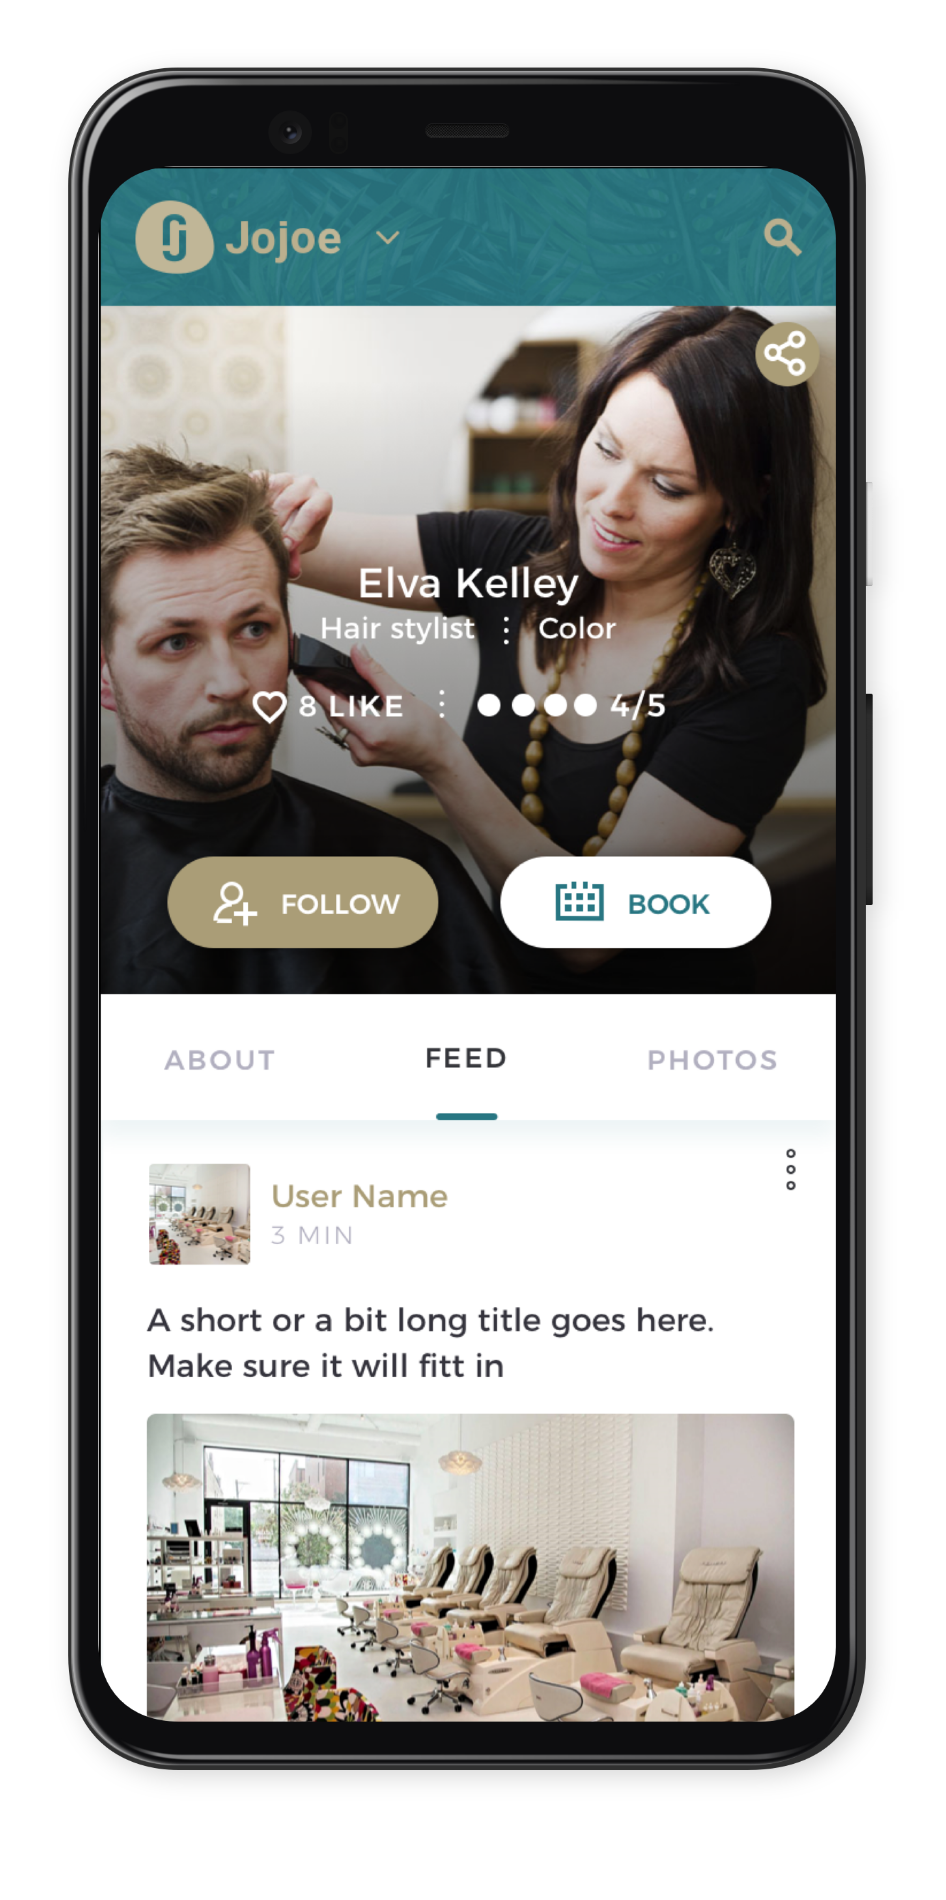 Jojoe
Elva Kelley
Hair stylist ⋮ Color
8 LIKE ⋮ 4/5
FOLLOW
BOOK
ABOUT
FEED
PHOTOS
User Name
3 MIN
A short or a bit long title goes here.
Make sure it will fitt in